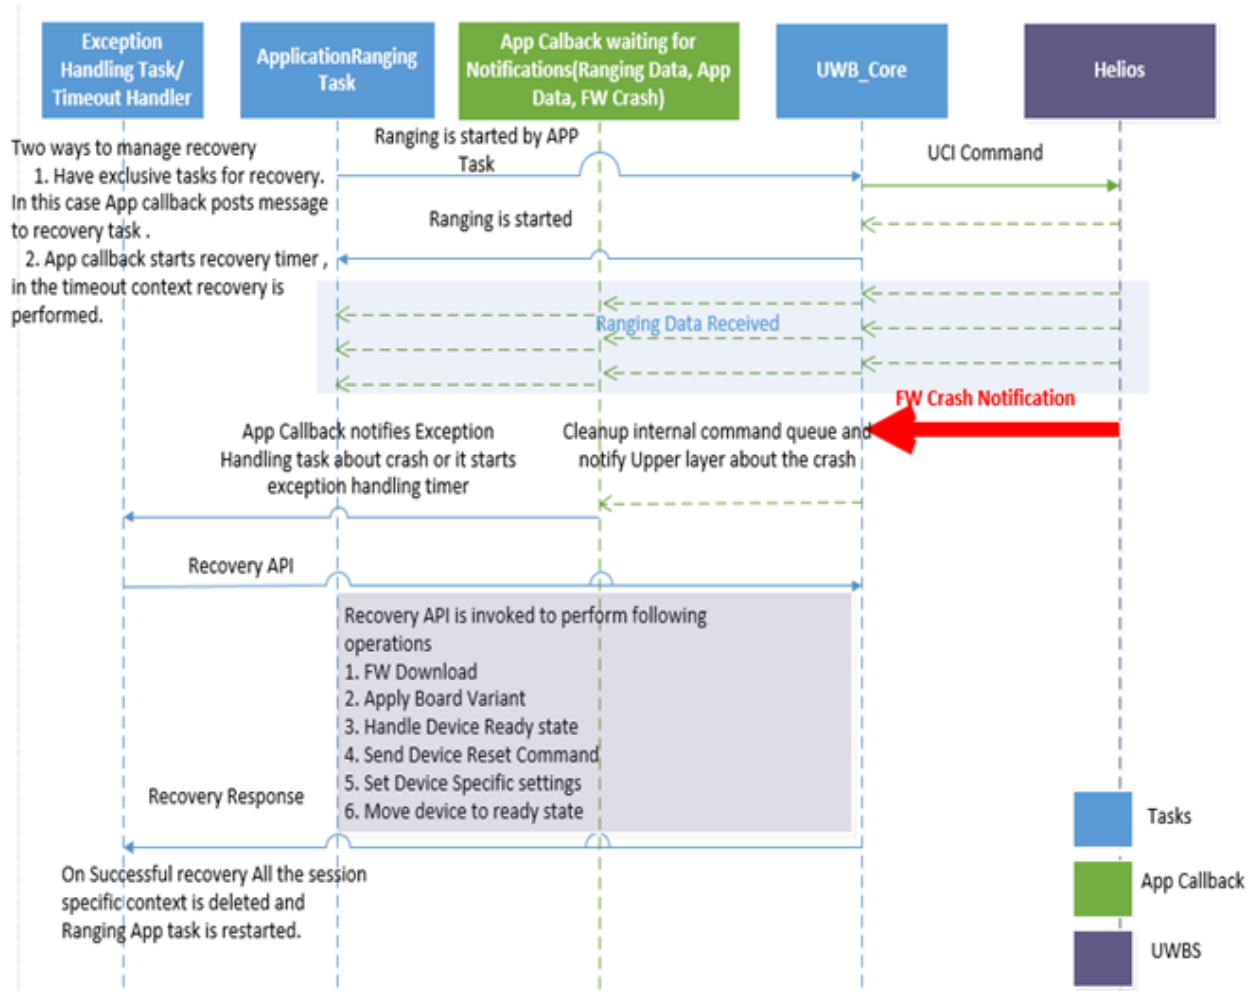 Exception
Handling Task/
Timeout Handler
ApplicationRanging
Task
App Calback waiting for
Notifications(Ranging Data, App
Data, FW Crash)
UWB_Core
Helios
Two ways to manage recovery
1. Have exclusive tasks for recovery.
In this case App callback posts message
to recovery task .
2. App callback starts recovery timer ,
in the timeout context recovery is
performed.
Ranging is started by APP
Task
UCI Command
Ranging is started
Ranging Data Received
FW Crash Notification
App Callback notifies Exception
Handling task about crash or it starts
exception handling timer
Cleanup internal command queue and
notify Upper layer about the crash
Recovery API
Recovery API is invoked to perform following
operations
1. FW Download
2. Apply Board Variant
3. Handle Device Ready state
4. Send Device Reset Command
5. Set Device Specific settings
6. Move device to ready state
Recovery Response
On Successful recovery All the session
specific context is deleted and
Ranging App task is restarted.
Tasks
App Callback
UWBS